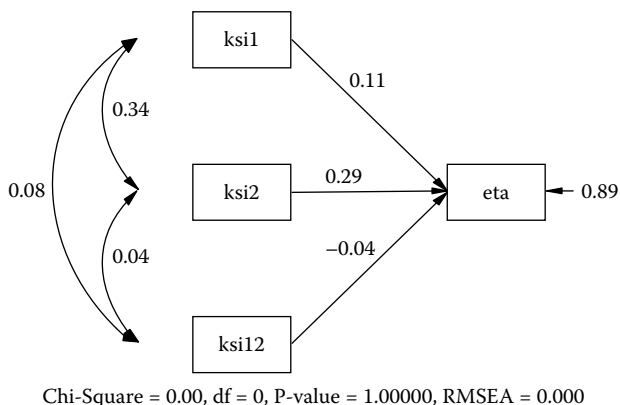 ksi1
0.11
0.34
0.08
ksi2
0.29
eta
0.89
0.04
−0.04
ksi12
Chi-Square = 0.00, df = 0, P-value = 1.00000, RMSEA = 0.000